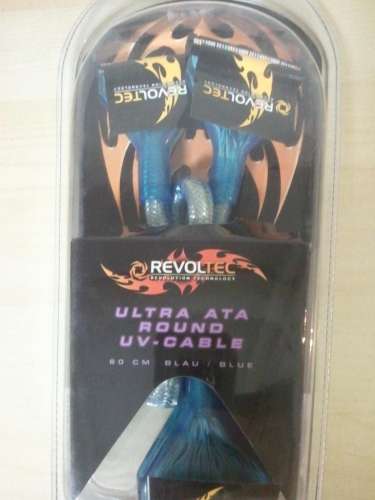 REVOLTEC
REVOLTEC
REVOLTEC
REVOLUTION TECHNOLOGY
ULTRA ATA
ROUND
UV-CABLE
60 CM BLAU / BLUE